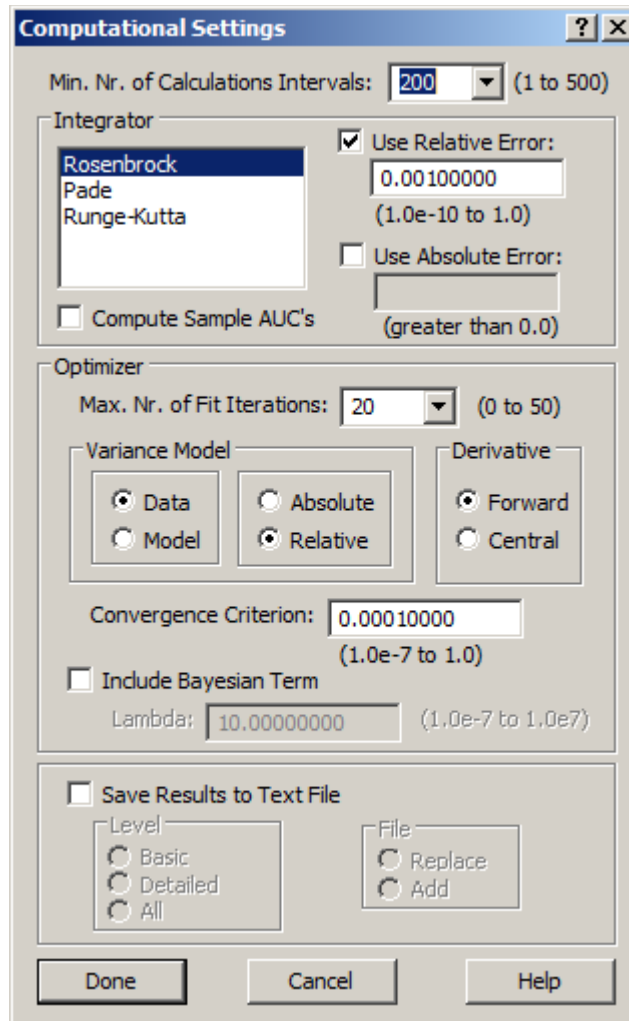 Computational Settings
Min. Nr. of Calculations Intervals: 200 (1 to 500)
Integrator
Rosenbrock
Pade
Runge-Kutta
Use Relative Error:
0.00100000
(1.0e-10 to 1.0)
Use Absolute Error:
(greater than 0.0)
Compute Sample AUC's
Optimizer
Max. Nr. of Fit Iterations: 20 (0 to 50)
Variance Model
Data
Model
Absolute
Relative
Derivative
Forward
Central
Convergence Criterion: 0.00010000
(1.0e-7 to 1.0)
Include Bayesian Term
Lambda: 10.00000000 (1.0e-7 to 1.0e7)
Save Results to Text File
Level
Basic
Detailed
All
File
Replace
Add
Done Cancel Help